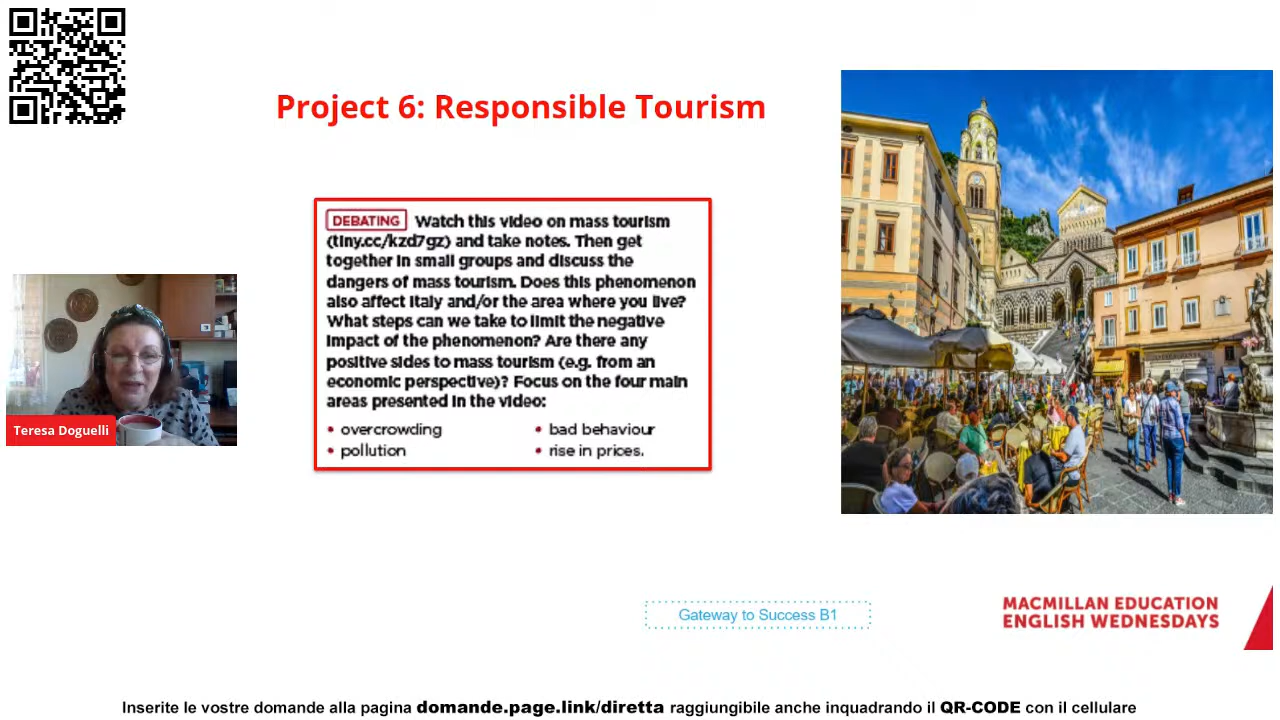 Project 6: Responsible Tourism
DEBATING Watch this video on mass tourism
(tiny.cc/kzd7gz) and take notes. Then get
together in small groups and discuss the
dangers of mass tourism. Does this phenomenon
also affect Italy and/or the area where you live?
What steps can we take to limit the negative
impact of the phenomenon? Are there any
positive sides to mass tourism (e.g. from an
economic perspective)? Focus on the four main
areas presented in the video:
• overcrowding
• bad behaviour
• pollution
• rise in prices.
Teresa Doguelli
Gateway to Success B1
MACMILLAN EDUCATION
ENGLISH WEDNESDAYS
Inserite le vostre domande alla pagina domande.page.link/diretta raggiungibile anche inquadrando il QR-CODE con il cellulare